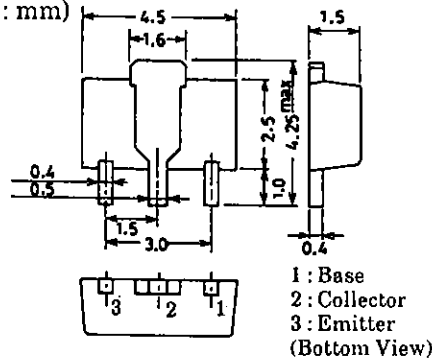 : mm)
4.5
1.6
1.5
2.5
4.25max
0.4
0.5
1.0
1.5
3.0
0.4
3 2 1
1 : Base
2 : Collector
3 : Emitter
(Bottom View)